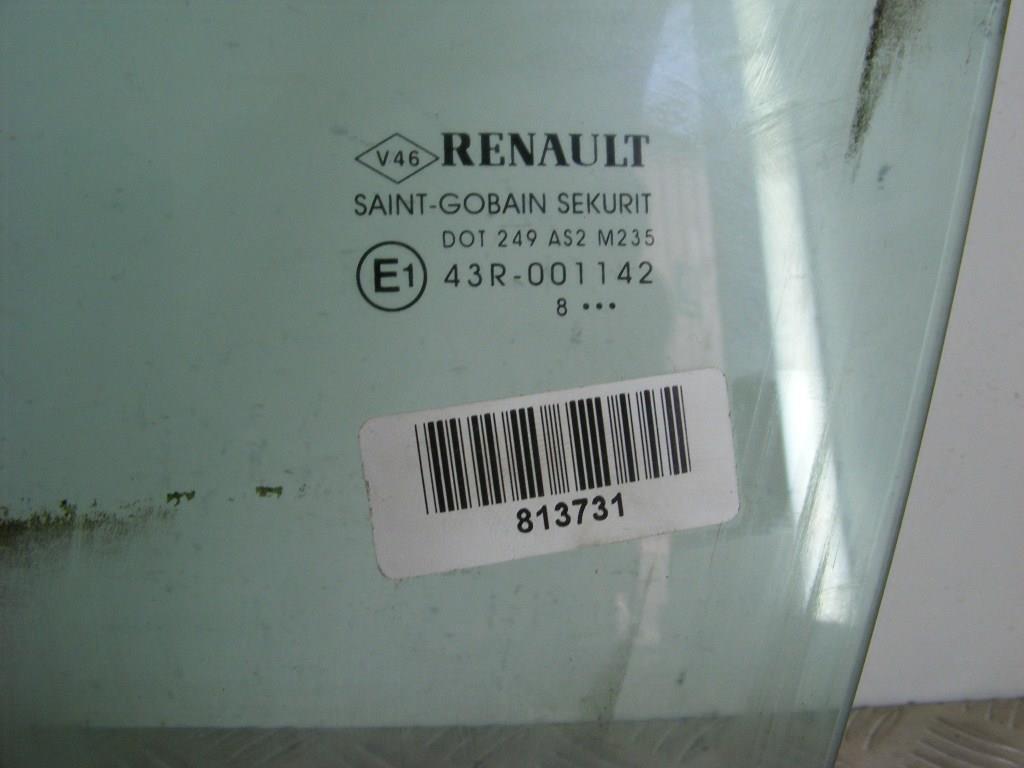 V46 RENAULT
SAINT-GOBAIN SEKURIT
DOT 249 AS2 M235
E1 43R-001142
8 •••
813731